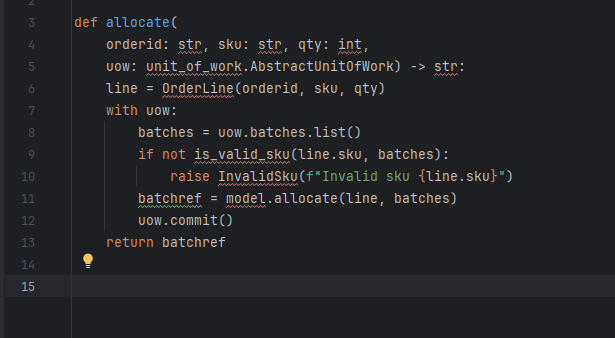 2
3 def allocate(
4     orderid: str, sku: str, qty: int,
5     uow: unit_of_work.AbstractUnitOfWork) -> str:
6     line = OrderLine(orderid, sku, qty)
7     with uow:
8         batches = uow.batches.list()
9         if not is_valid_sku(line.sku, batches):
10             raise InvalidSku(f"Invalid sku {line.sku}")
11         batchref = model.allocate(line, batches)
12         uow.commit()
13     return batchref
14
15